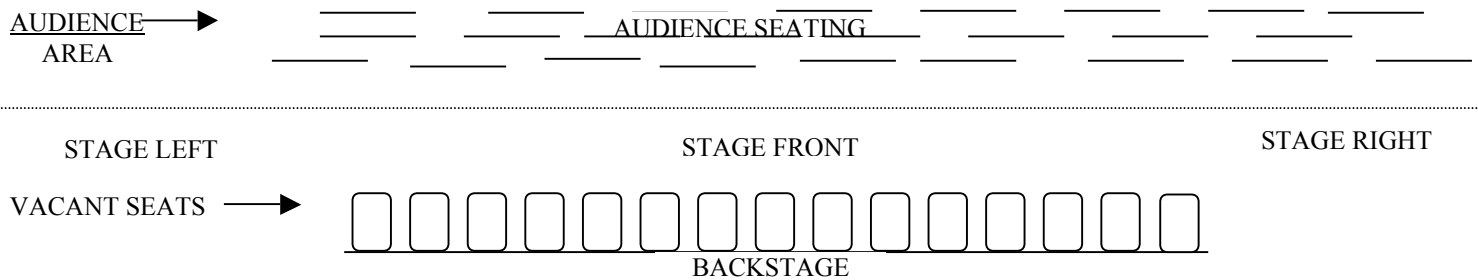 AUDIENCE
AUDIENCE SEATING
AREA
STAGE LEFT
STAGE FRONT
STAGE RIGHT
VACANT SEATS
BACKSTAGE